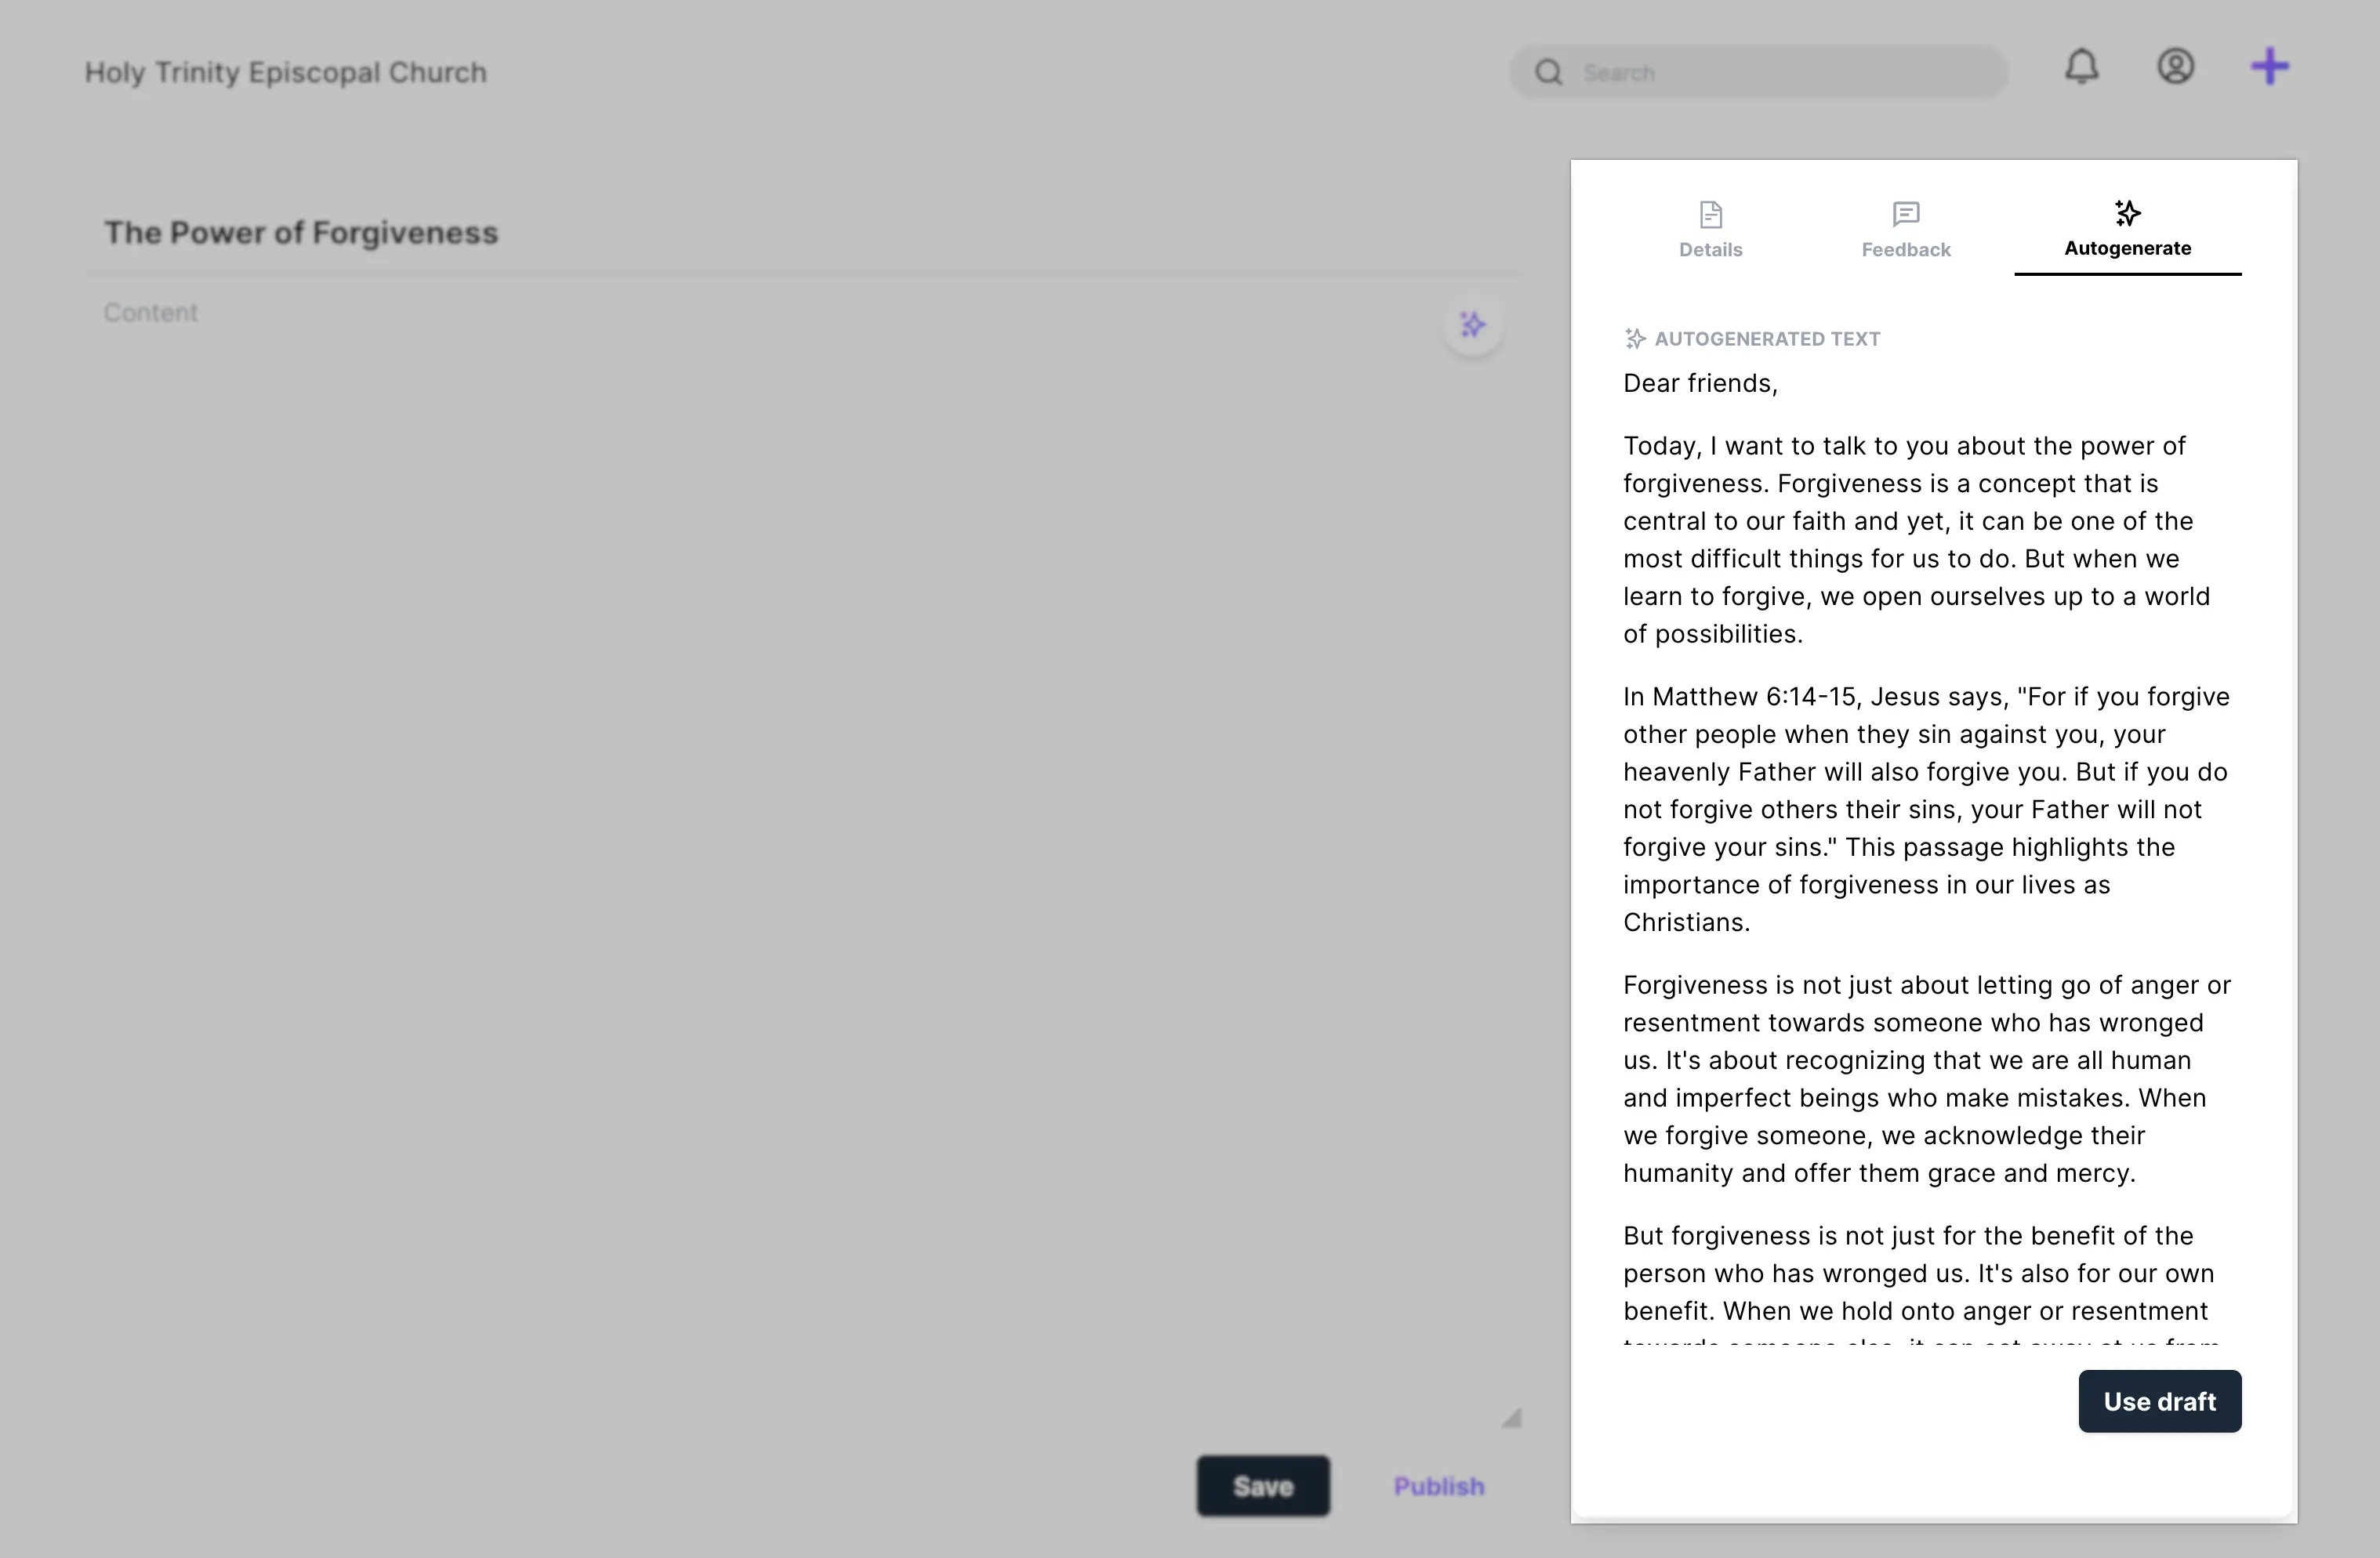 Holy Trinity Episcopal Church
Search
The Power of Forgiveness
Content
Save
Publish
Details
Feedback
Autogenerate
AUTOGENERATED TEXT
Dear friends,
Today, I want to talk to you about the power of
forgiveness. Forgiveness is a concept that is
central to our faith and yet, it can be one of the
most difficult things for us to do. But when we
learn to forgive, we open ourselves up to a world
of possibilities.
In Matthew 6:14-15, Jesus says, "For if you forgive
other people when they sin against you, your
heavenly Father will also forgive you. But if you do
not forgive others their sins, your Father will not
forgive your sins." This passage highlights the
importance of forgiveness in our lives as
Christians.
Forgiveness is not just about letting go of anger or
resentment towards someone who has wronged
us. It's about recognizing that we are all human
and imperfect beings who make mistakes. When
we forgive someone, we acknowledge their
humanity and offer them grace and mercy.
But forgiveness is not just for the benefit of the
person who has wronged us. It's also for our own
benefit. When we hold onto anger or resentment
Use draft